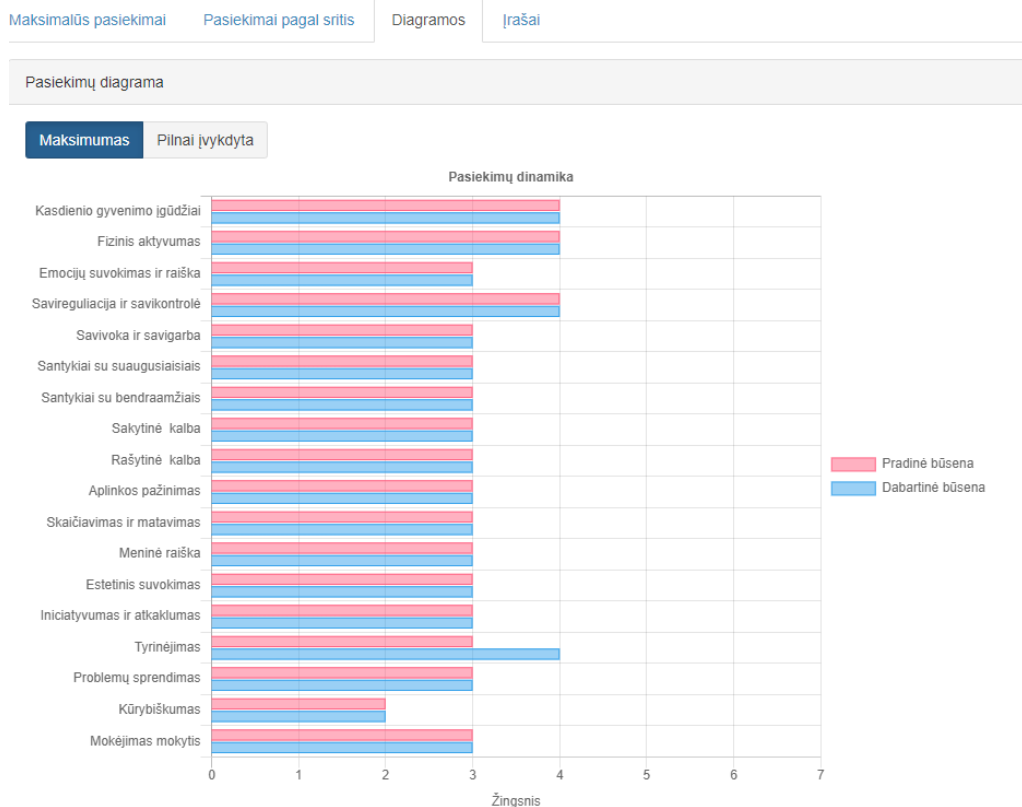 Maksimalūs pasiekimai Pasiekimai pagal sritis Diagramos Įrašai
Pasiekimų diagrama
Maksimumas Pilnai įvykdyta
Pasiekimų dinamika
Kasdienio gyvenimo įgūdžiai
Fizinis aktyvumas
Emocijų suvokimas ir raiška
Savireguliacija ir savikontrolė
Savivoka ir savigarba
Santykiai su suaugusiaisiais
Santykiai su bendraamžiais
Sakytinė kalba
Rašytinė kalba
Aplinkos pažinimas
Skaičiavimas ir matavimas
Meninė raiška
Estetinis suvokimas
Iniciatyvumas ir atkaklumas
Tyrinėjimas
Problemų sprendimas
Kūrybiškumas
Mokėjimas mokytis
0 1 2 3 4 5 6 7
Žingsnis
Pradinė būsena
Dabartinė būsena